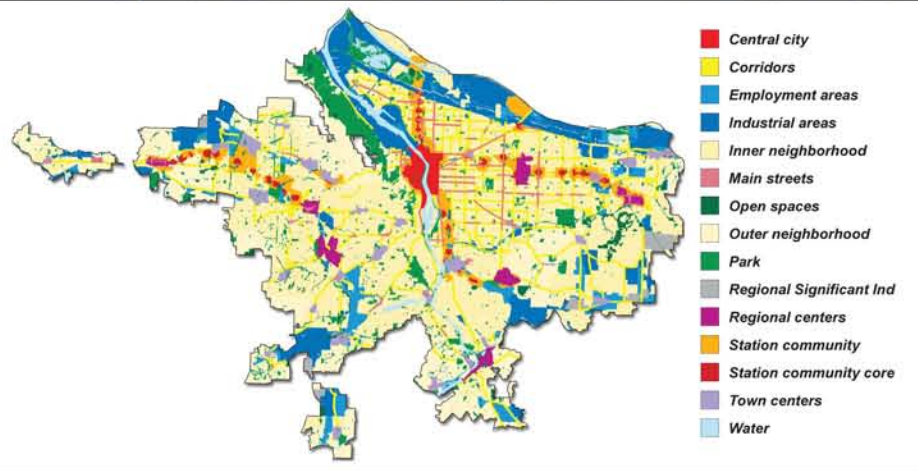 Central city
Corridors
Employment areas
Industrial areas
Inner neighborhood
Main streets
Open spaces
Outer neighborhood
Park
Regional Significant Ind
Regional centers
Station community
Station community core
Town centers
Water